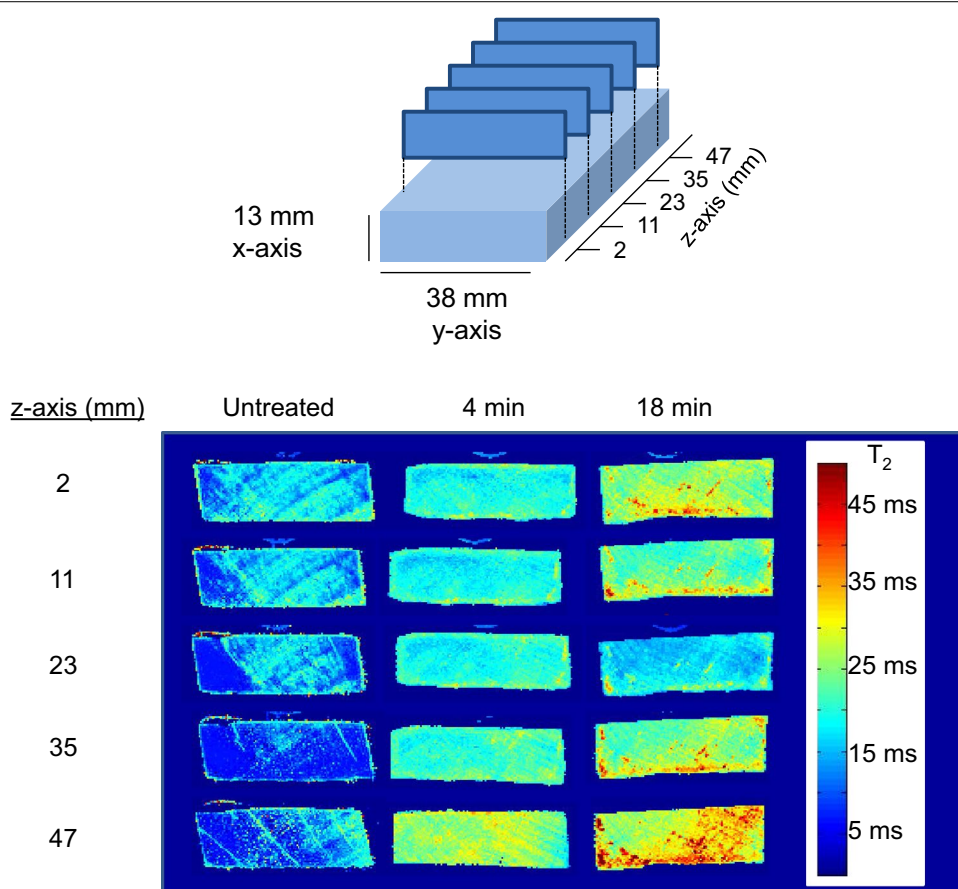 13 mm
x-axis
38 mm
y-axis
47
35
23
11
2
z-axis (mm)
z-axis (mm) Untreated 4 min 18 min
2
11
23
35
47
T2
45 ms
35 ms
25 ms
15 ms
5 ms